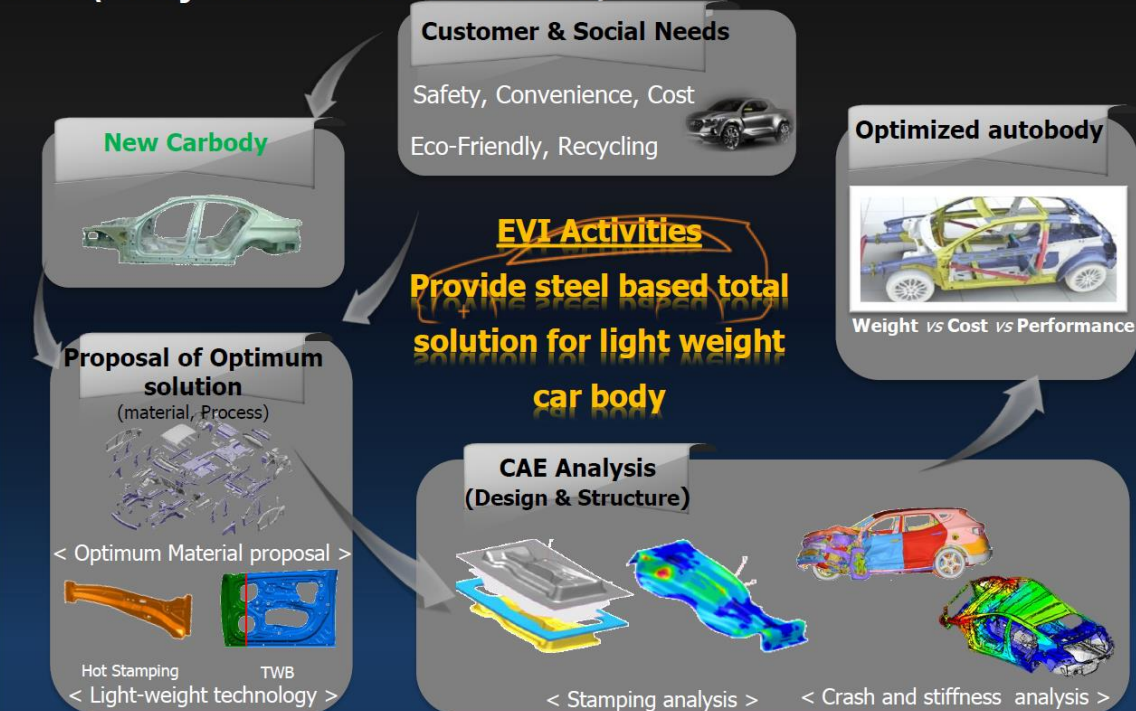 Customer & Social Needs
Safety, Convenience, Cost
Eco-Friendly, Recycling
New Carbody
Optimized autobody
Weight vs Cost vs Performance
EVI Activities
Provide steel based total
solution for light weight
car body
Proposal of Optimum
solution
(material, Process)
< Optimum Material proposal >
Hot Stamping
TWB
< Light-weight technology >
CAE Analysis
(Design & Structure)
< Stamping analysis >
< Crash and stiffness analysis >